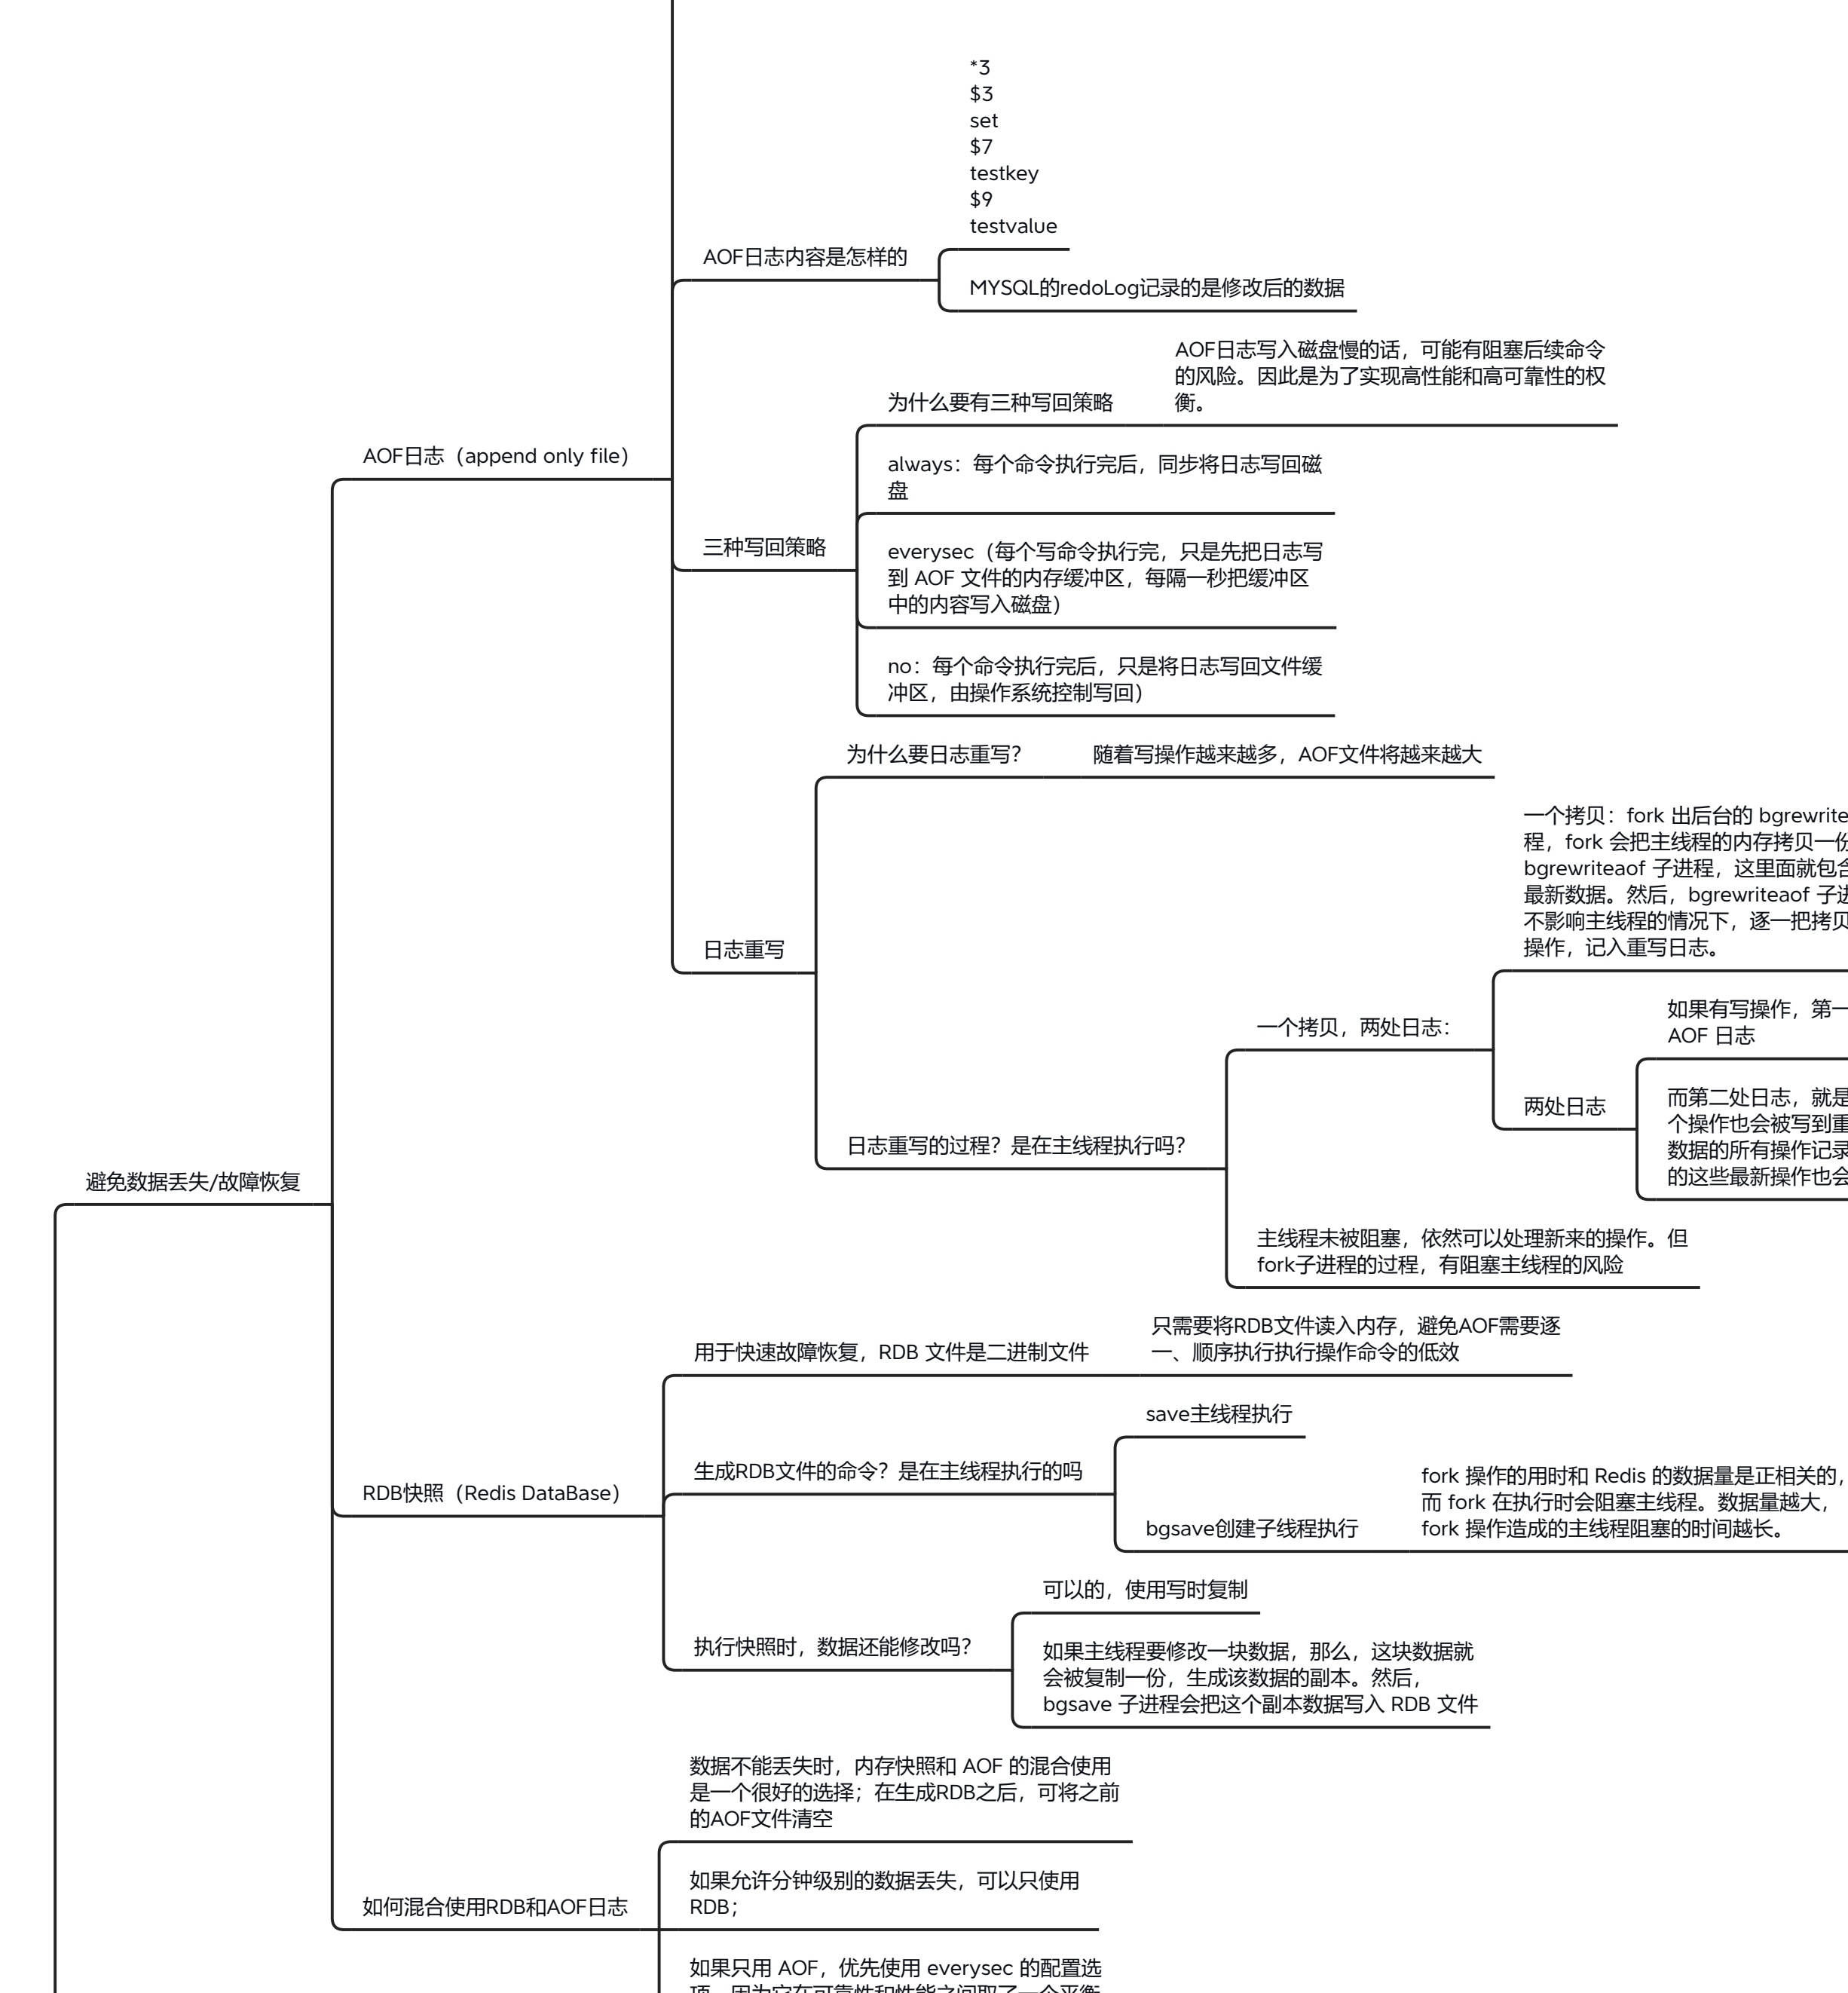 *3
$3
set
$7
testkey
$9
testvalue
AOF日志内容是怎样的
MYSQL的redoLog记录的是修改后的数据
AOF日志写入磁盘慢的话，可能有阻塞后续命令
的风险。因此是为了实现高性能和高可靠性的权
衡。
为什么要有三种写回策略
AOF日志（append only file）
always：每个命令执行完后，同步将日志写回磁
盘
三种写回策略
everysec（每个写命令执行完，只是先把日志写
到 AOF 文件的内存缓冲区，每隔一秒把缓冲区
中的内容写入磁盘）
no：每个命令执行完后，只是将日志写回文件缓
冲区，由操作系统控制写回）
为什么要日志重写？
随着写操作越来越多，AOF文件将越来越大
一个拷贝：fork 出后台的 bgrewrite
程，fork 会把主线程的内存拷贝一份
bgrewriteaof 子进程，这里面就包含
最新数据。然后，bgrewriteaof 子进
不影响主线程的情况下，逐一把拷贝
操作，记入重写日志。
日志重写
一个拷贝，两处日志：
如果有写操作，第一
AOF 日志
两处日志
而第二处日志，就是
个操作也会被写到重
数据的所有操作记录
的这些最新操作也会
日志重写的过程？是在主线程执行吗？
避免数据丢失/故障恢复
主线程未被阻塞，依然可以处理新来的操作。但
fork子进程的过程，有阻塞主线程的风险
用于快速故障恢复，RDB 文件是二进制文件
只需要将RDB文件读入内存，避免AOF需要逐
一、顺序执行执行操作命令的低效
save主线程执行
生成RDB文件的命令？是在主线程执行的吗
RDB快照（Redis DataBase）
bgsave创建子线程执行
fork 操作的用时和 Redis 的数据量是正相关的，
而 fork 在执行时会阻塞主线程。数据量越大，
fork 操作造成的主线程阻塞的时间越长。
可以的，使用写时复制
执行快照时，数据还能修改吗？
如果主线程要修改一块数据，那么，这块数据就
会被复制一份，生成该数据的副本。然后，
bgsave 子进程会把这个副本数据写入 RDB 文件
数据不能丢失时，内存快照和 AOF 的混合使用
是一个很好的选择；在生成RDB之后，可将之前
的AOF文件清空
如何混合使用RDB和AOF日志
如果允许分钟级别的数据丢失，可以只使用
RDB；
如果只用 AOF，优先使用 everysec 的配置选
项，因为它在可靠性和性能之间取了一个平衡